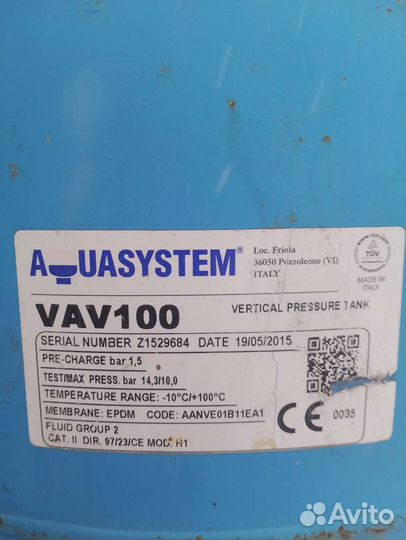 AQUASYSTEM®
Loc. Friola
36050 Pozzoleone (VI)
ITALY
TÜV
MADE IN
ITALY
VAV100
VERTICAL PRESSURE TANK
SERIAL NUMBER Z1529684 DATE 19/05/2015
PRE-CHARGE bar 1,5
TEST/MAX PRESS. bar 14,3/10,0
TEMPERATURE RANGE: -10°C/+100°C
MEMBRANE: EPDM CODE: AANVE01B11EA1
FLUID GROUP 2
CAT. II DIR. 97/23/CE MOD. H1
CE 0035
Avito